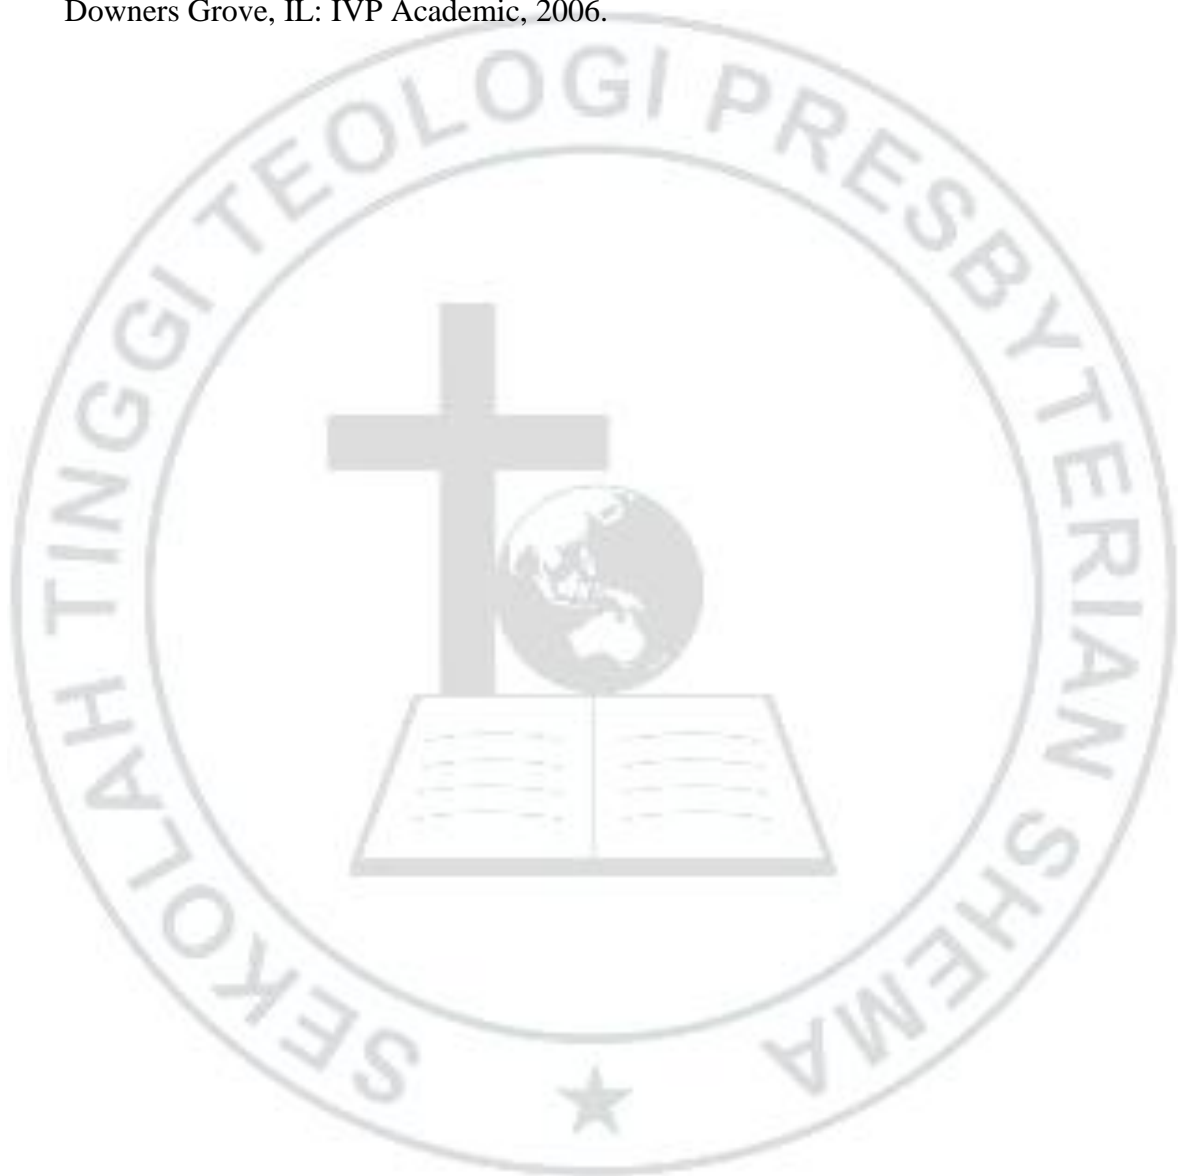 Downers Grove, IL: IVP Academic, 2006.
SEKOLAH TINGGI TEOLOGI PRESBYTERIAN SHEMA